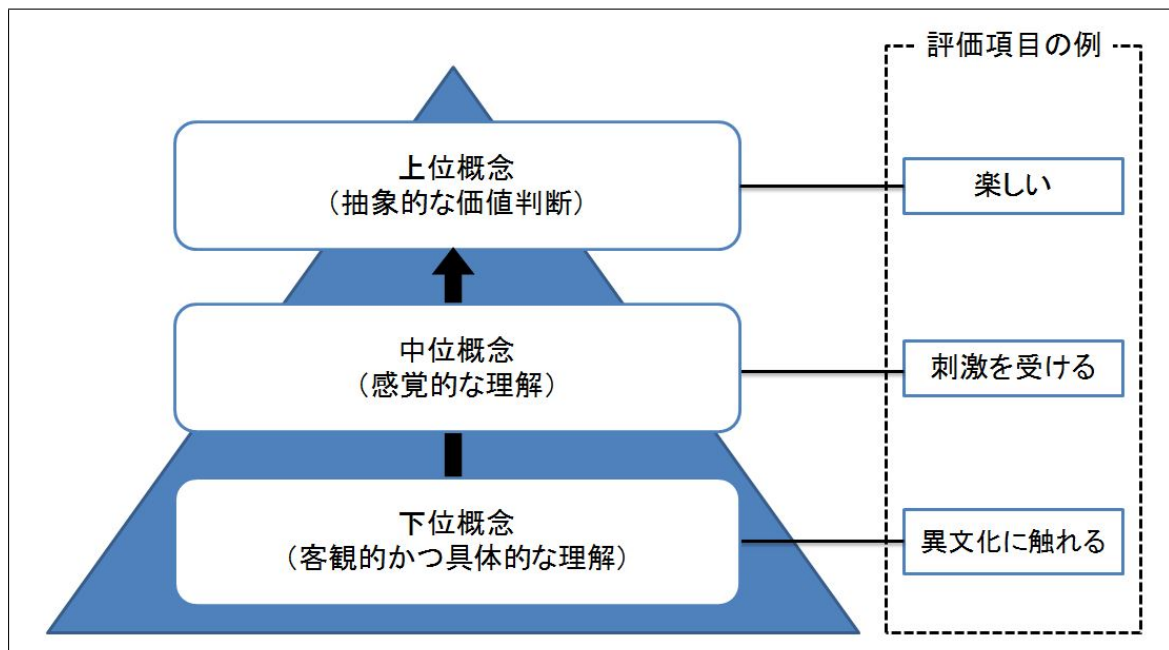 評価項目の例
上位概念
（抽象的な価値判断）
楽しい
中位概念
（感覚的な理解）
刺激を受ける
下位概念
（客観的かつ具体的な理解）
異文化に触れる